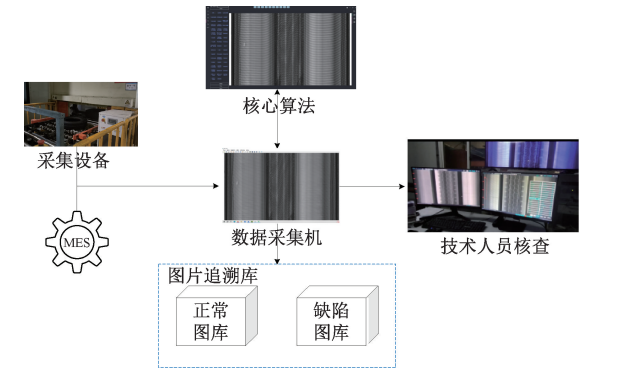 核心算法
采集设备
MES
数据采集机
技术人员核查
图片追溯库
正常
图库
缺陷
图库